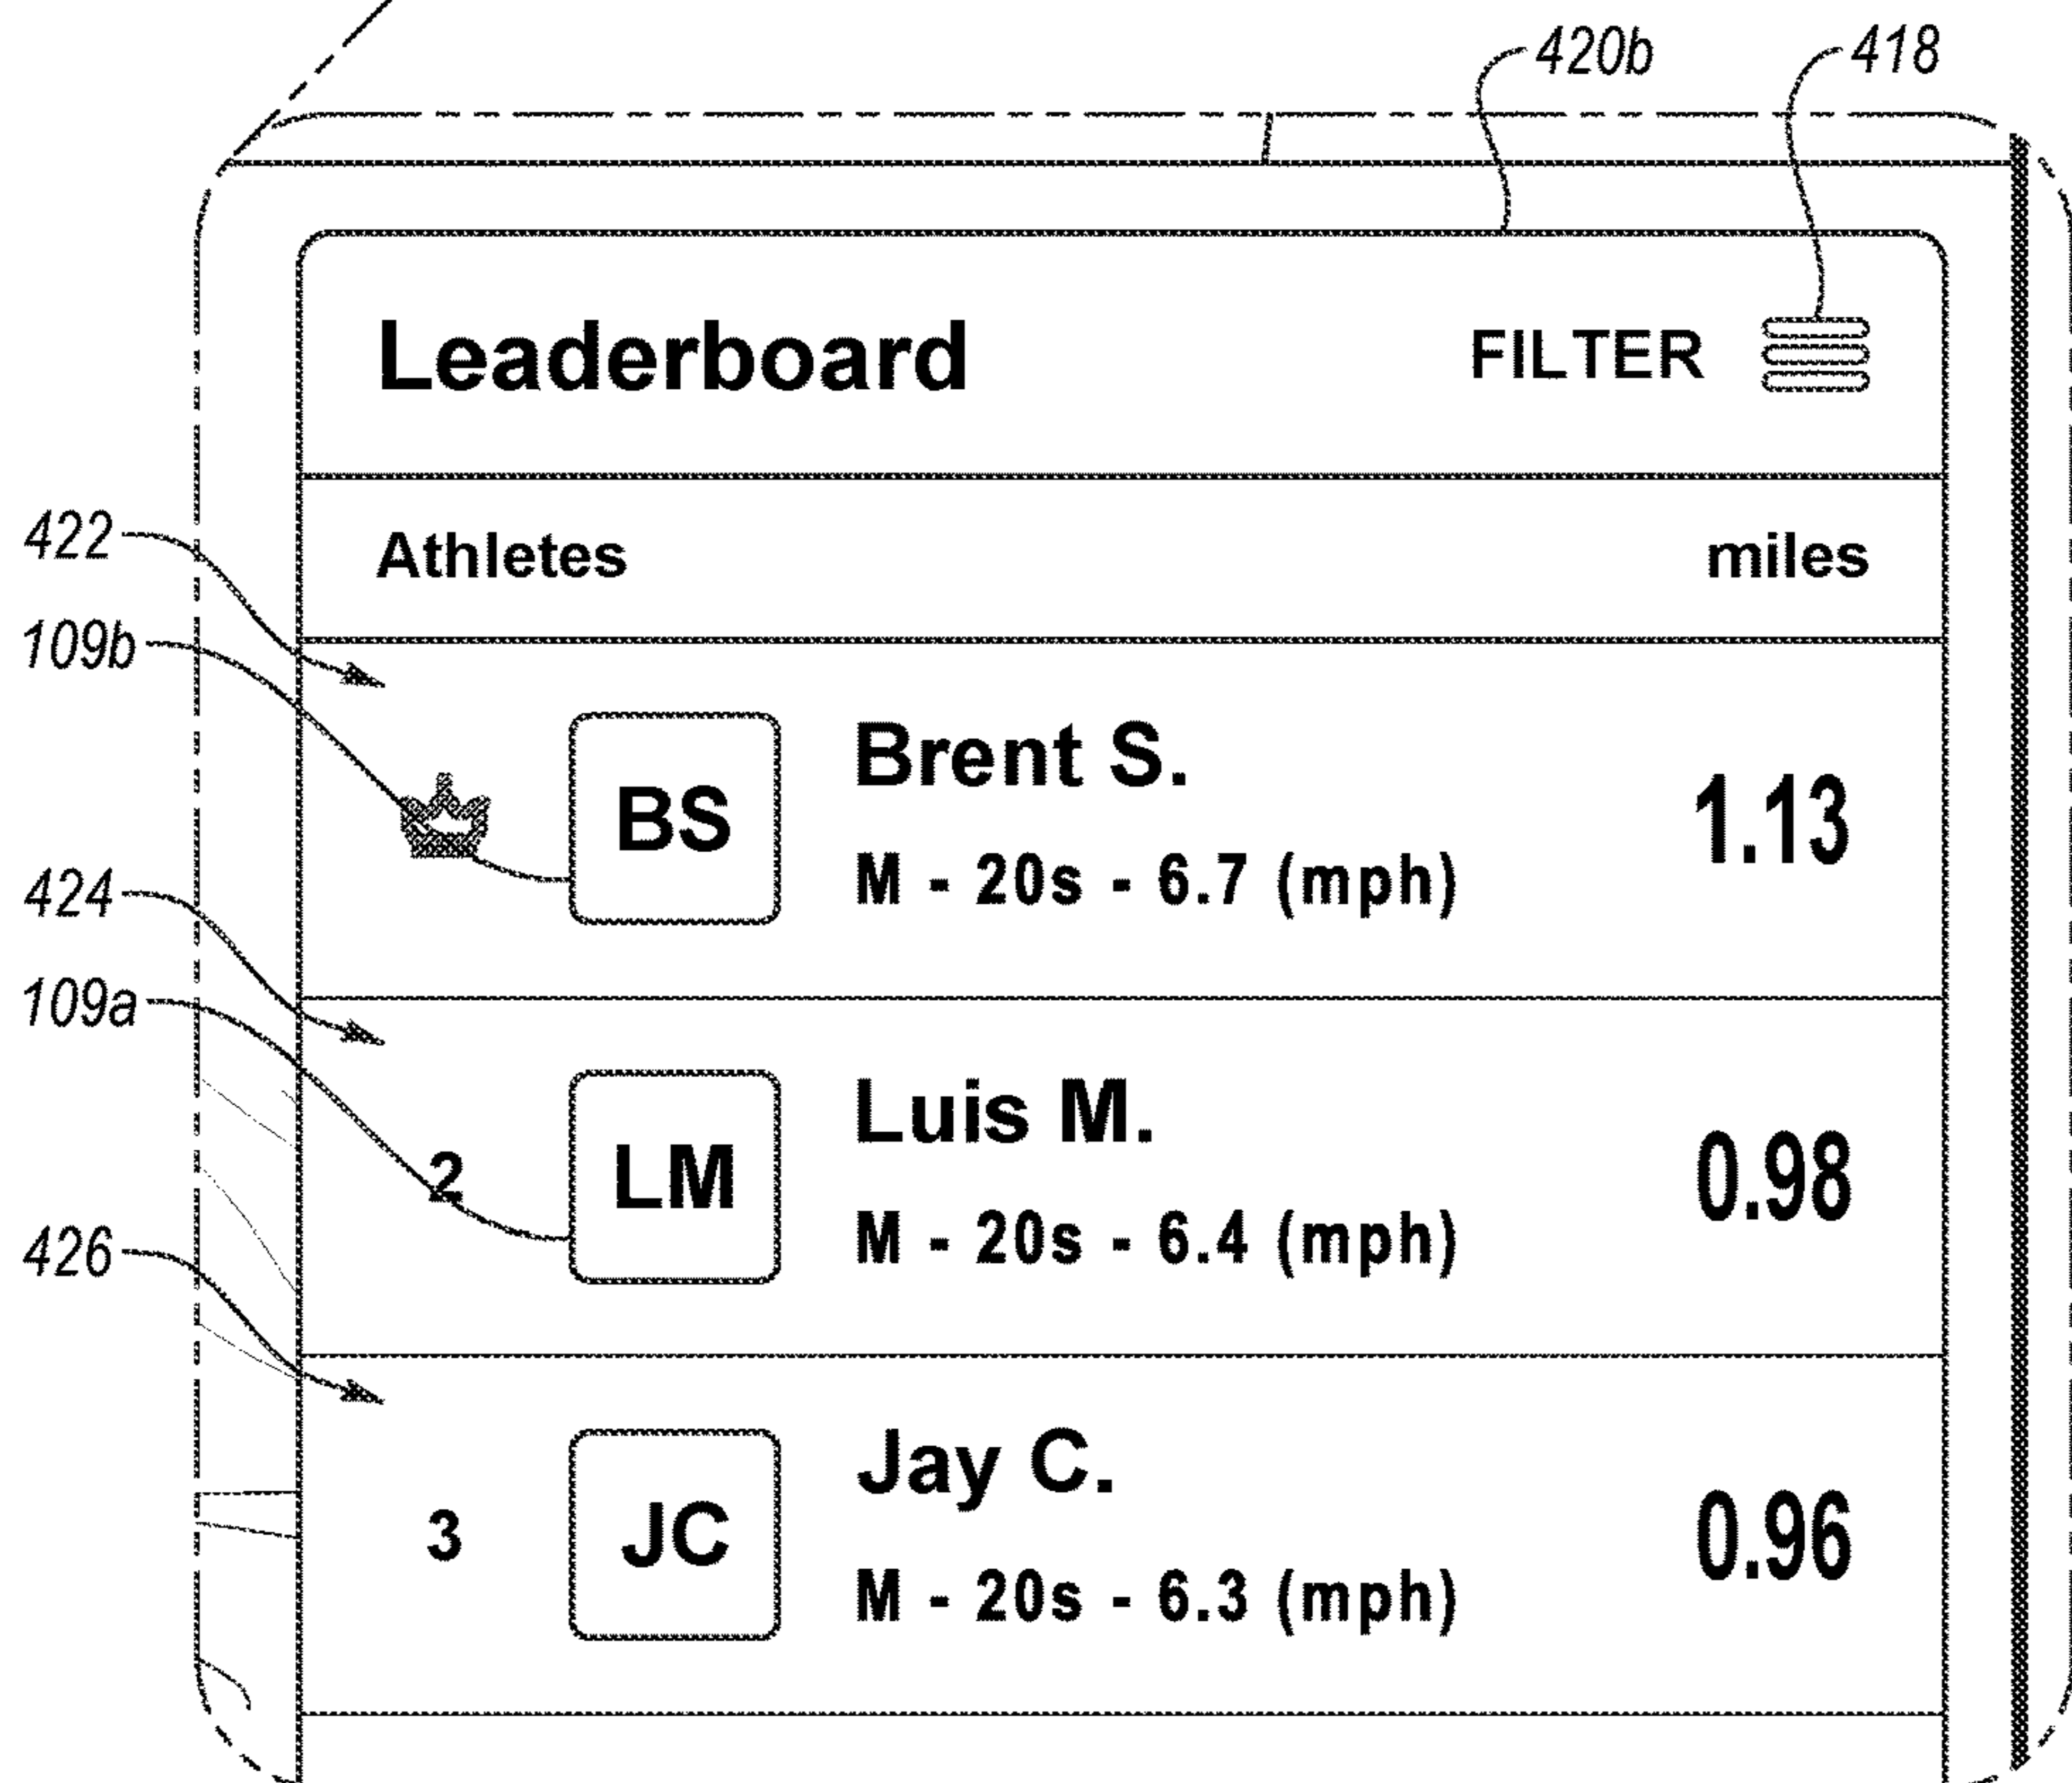 420b 418
Leaderboard FILTER
422
Athletes miles
109b
BS Brent S. 1.13
M - 20s - 6.7 (mph)
424
109a
2 LM Luis M. 0.98
M - 20s - 6.4 (mph)
426
3 JC Jay C. 0.96
M - 20s - 6.3 (mph)